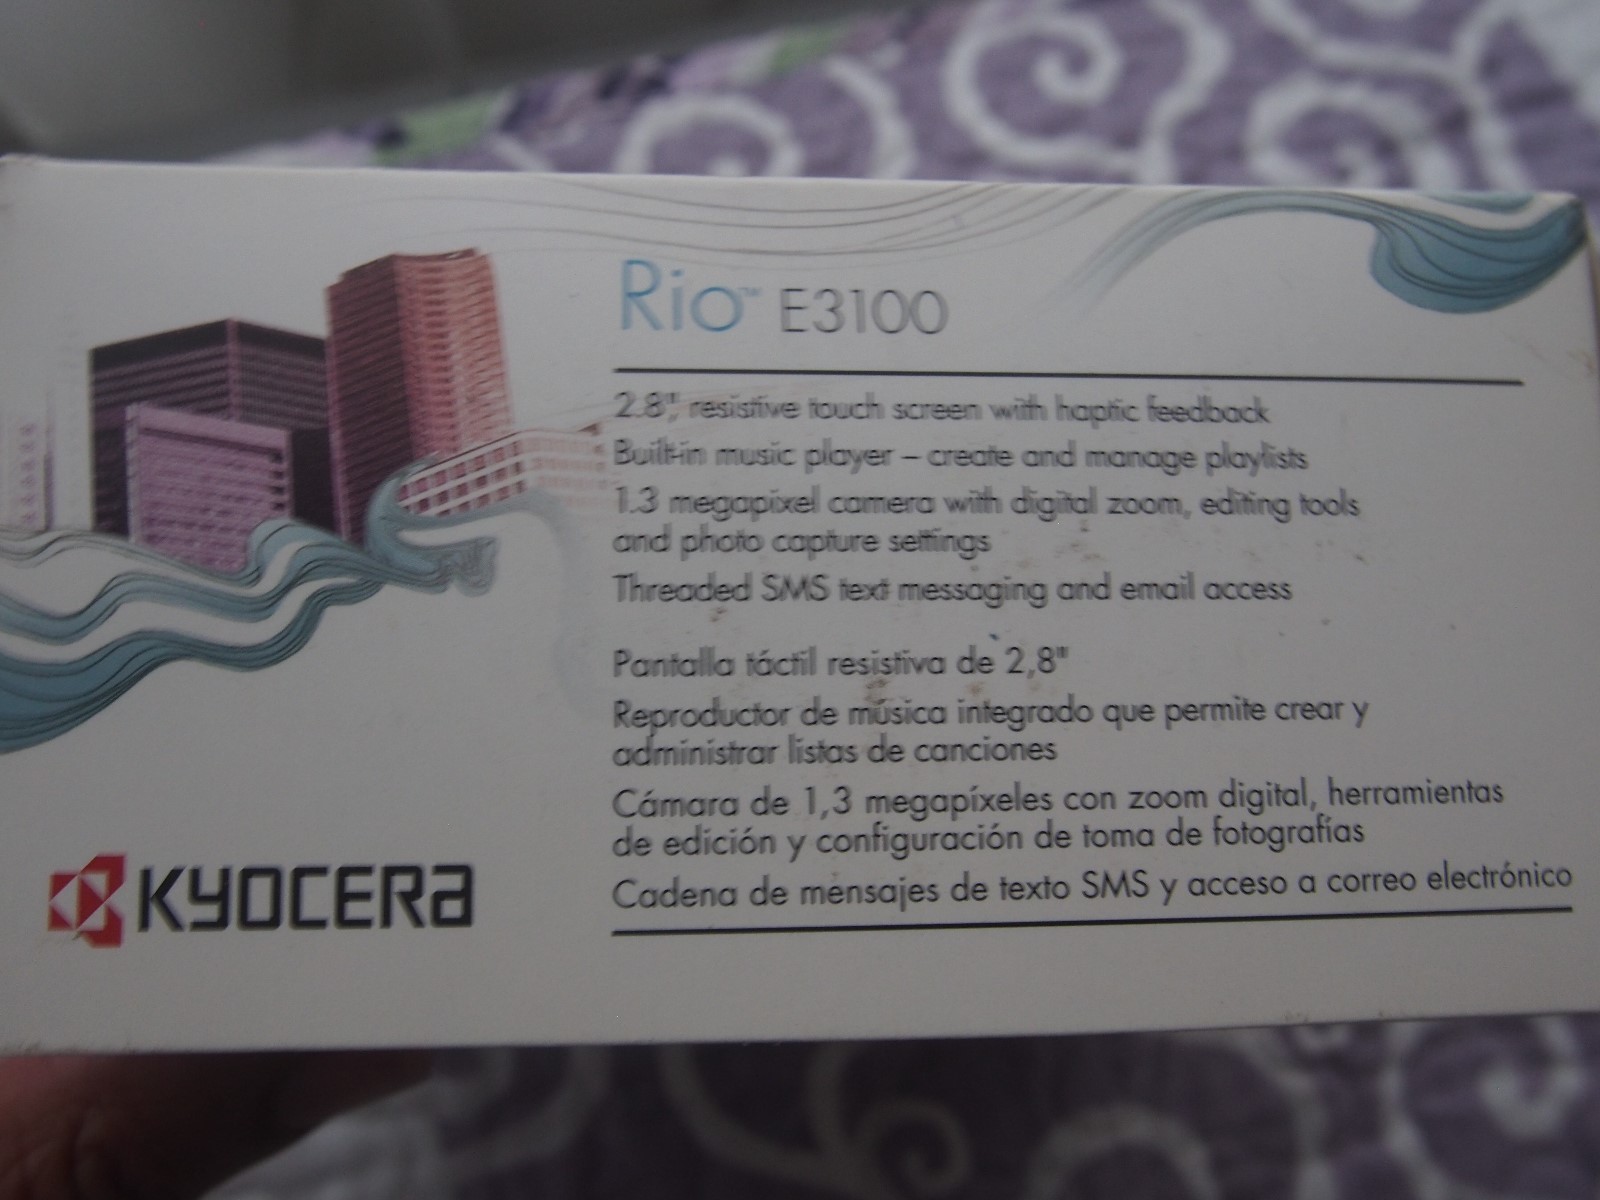 Rio™ E3100
2.8", resistive touch screen with haptic feedback
Built-in music player – create and manage playlists
1.3 megapixel camera with digital zoom, editing tools
and photo capture settings
Threaded SMS text messaging and email access
Pantalla táctil resistiva de 2,8"
Reproductor de música integrado que permite crear y
administrar listas de canciones
Cámara de 1,3 megapíxeles con zoom digital, herramientas
de edición y configuración de toma de fotografías
Cadena de mensajes de texto SMS y acceso a correo electrónico
KYOCERA